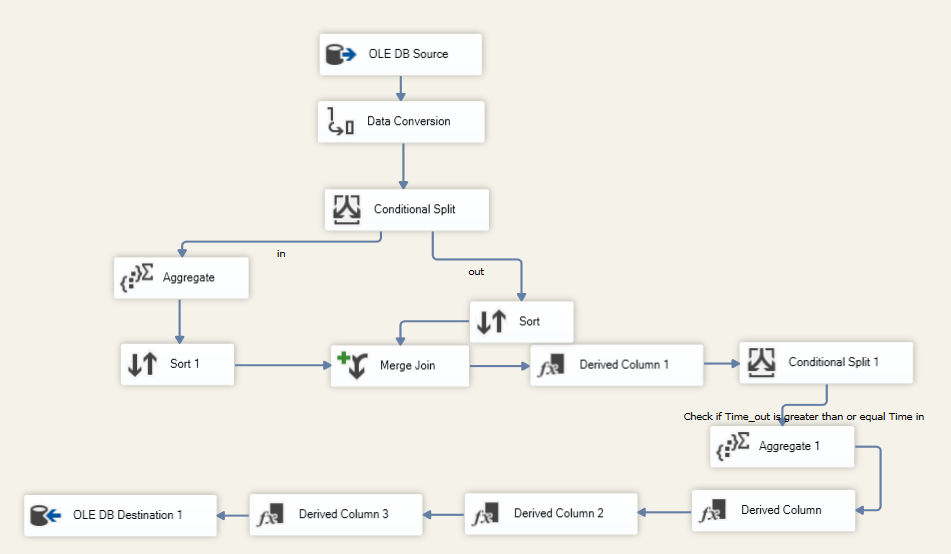 OLE DB Source
Data Conversion
Conditional Split
in
out
Aggregate
Sort
Sort 1
Merge Join
Derived Column 1
Conditional Split 1
Check if Time_out is greater than or equal Time in
Aggregate 1
OLE DB Destination 1
Derived Column 3
Derived Column 2
Derived Column